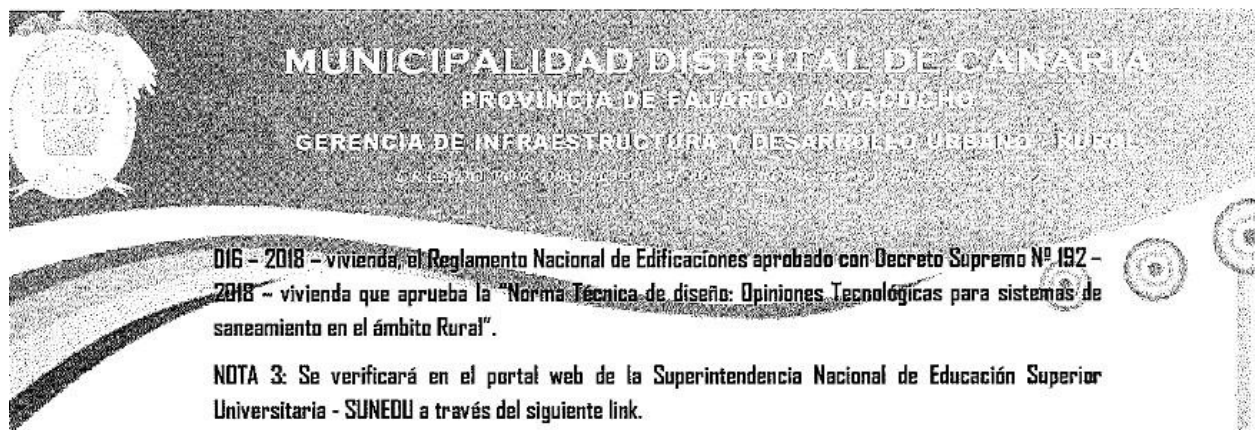 MUNICIPALIDAD DISTRITAL DE CANARIA
PROVINCIA DE FAJARDO - AYACUCHO
GERENCIA DE INFRAESTRUCTURA Y DESARROLLO URBANO - RURAL
016 – 2018 – vivienda, el Reglamento Nacional de Edificaciones aprobado con Decreto Supremo Nº 192 –
2018 – vivienda que aprueba la "Norma Técnica de diseño: Opiniones Tecnológicas para sistemas de
saneamiento en el ámbito Rural".
NOTA 3: Se verificará en el portal web de la Superintendencia Nacional de Educación Superior
Universitaria - SUNEDU a través del siguiente link.